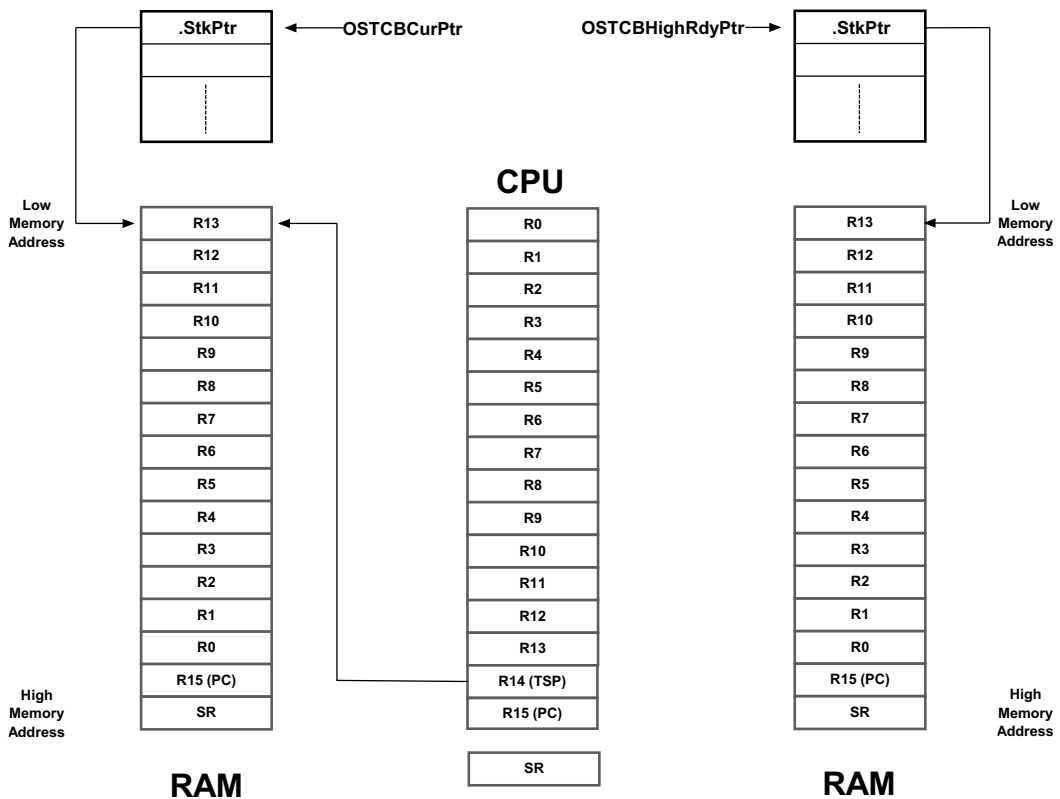 .StkPtr
OSTCBCurPtr
OSTCBHighRdyPtr
.StkPtr
Low
Memory
Address
R13
R12
R11
R10
R9
R8
R7
R6
R5
R4
R3
R2
R1
R0
R15 (PC)
SR
High
Memory
Address
RAM
CPU
R0
R1
R2
R3
R4
R5
R6
R7
R8
R9
R10
R11
R12
R13
R14 (TSP)
R15 (PC)
SR
R13
R12
R11
R10
R9
R8
R7
R6
R5
R4
R3
R2
R1
R0
R15 (PC)
SR
Low
Memory
Address
High
Memory
Address
RAM